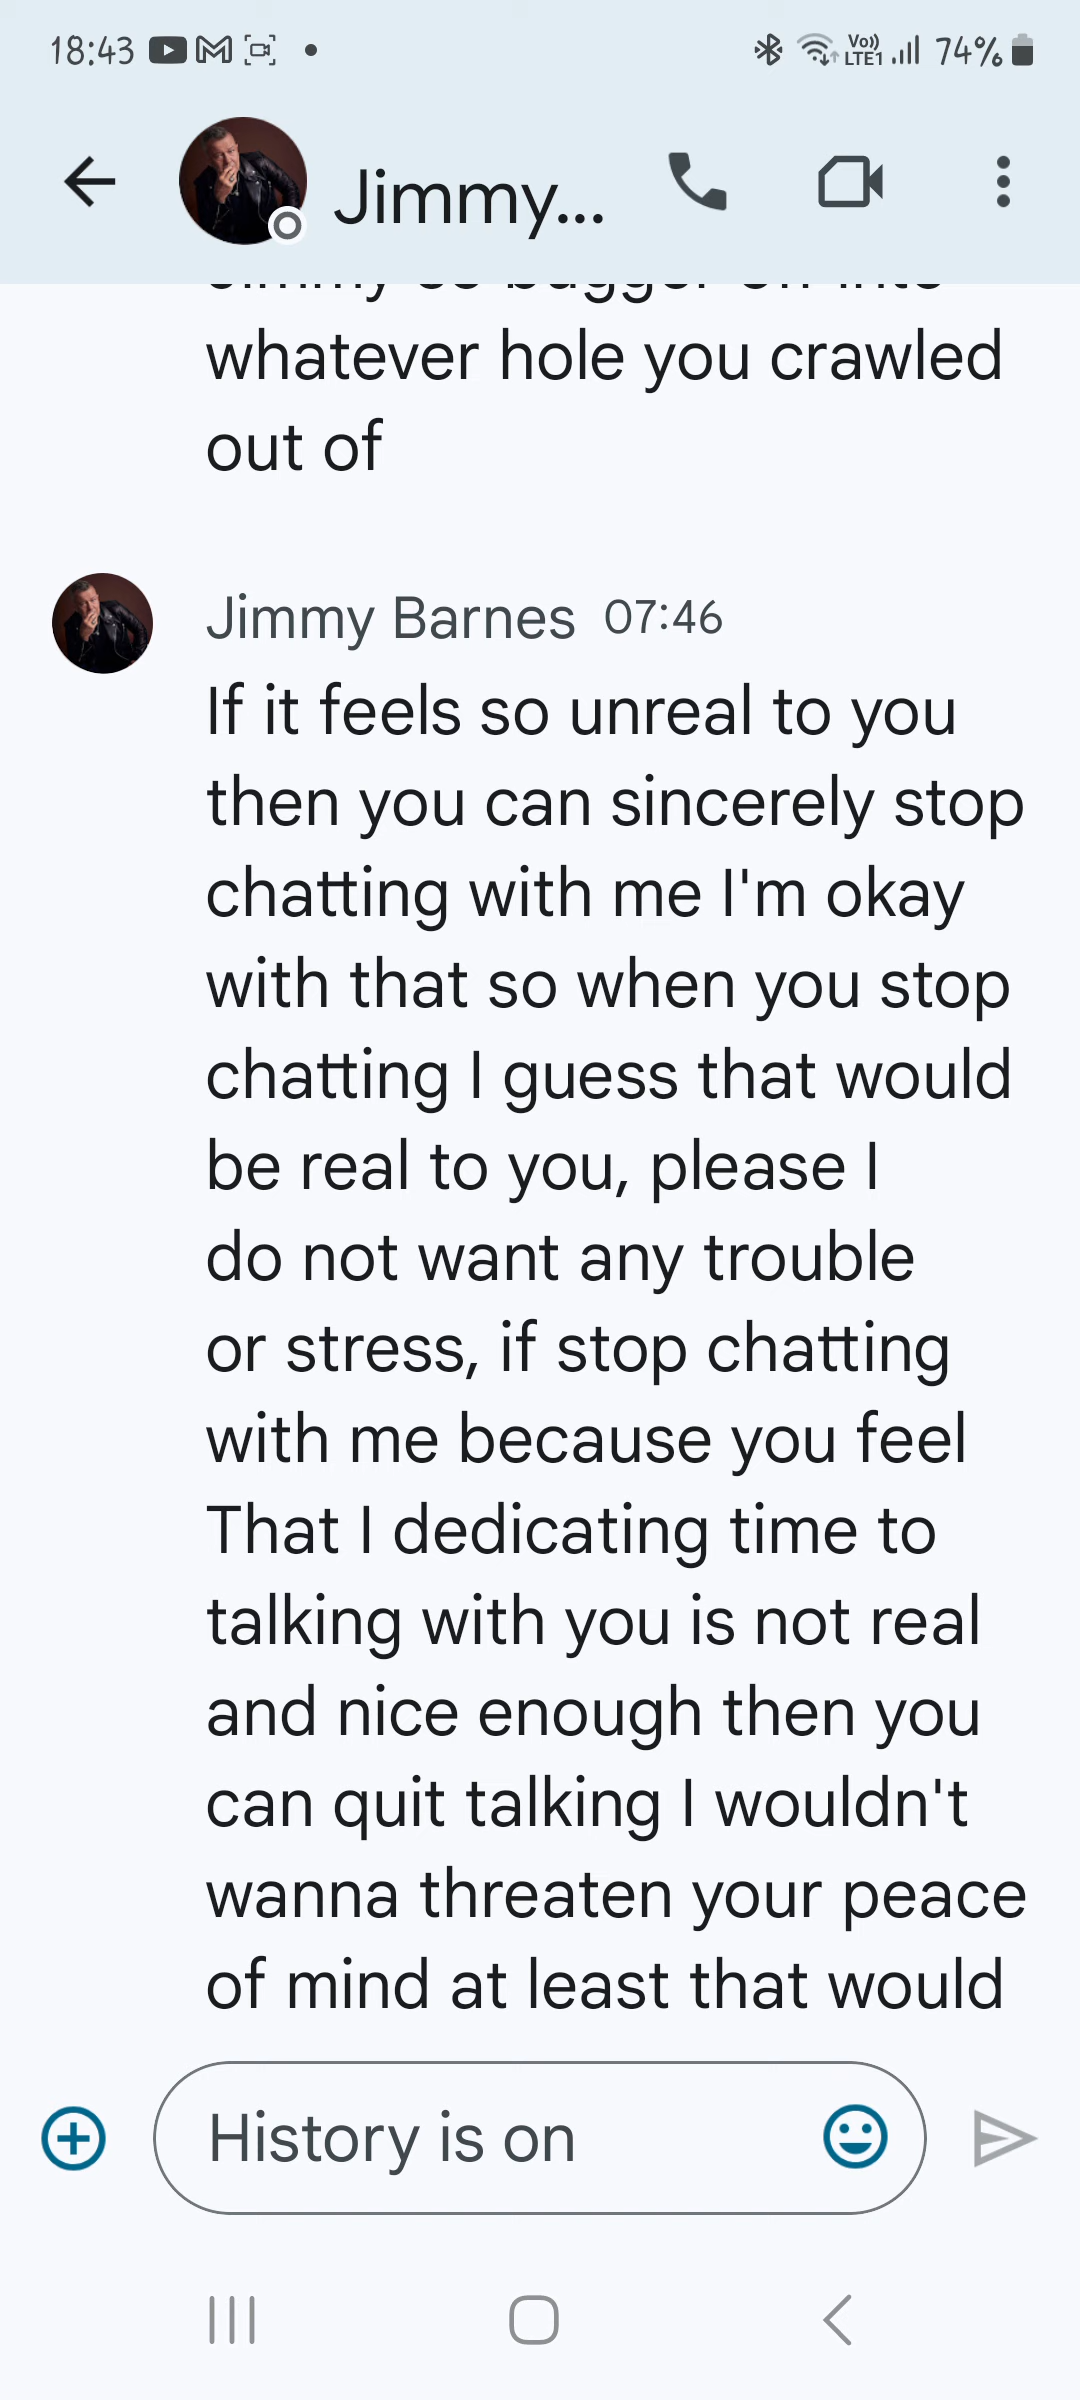 18:43
Vo)) LTE1 74%
Jimmy...
whatever hole you crawled
out of
Jimmy Barnes 07:46
If it feels so unreal to you
then you can sincerely stop
chatting with me I'm okay
with that so when you stop
chatting I guess that would
be real to you, please I
do not want any trouble
or stress, if stop chatting
with me because you feel
That I dedicating time to
talking with you is not real
and nice enough then you
can quit talking I wouldn't
wanna threaten your peace
of mind at least that would
History is on